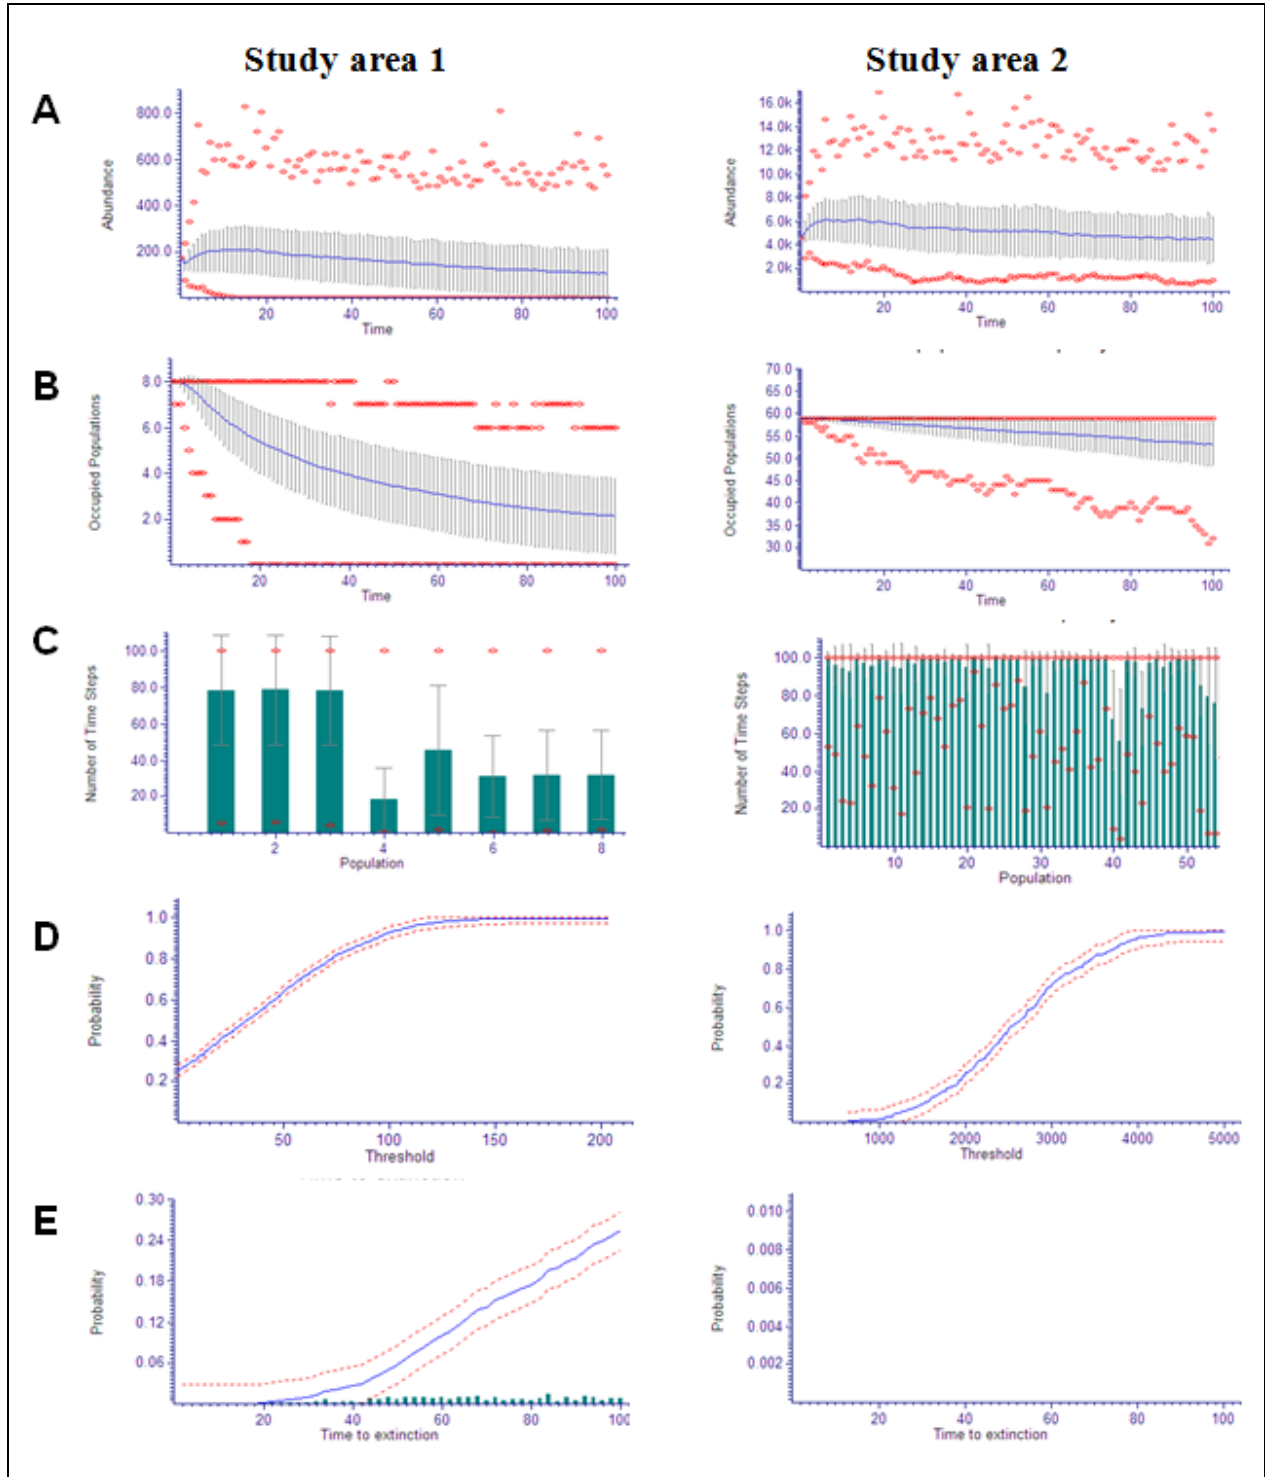 Study area 1 Study area 2
A
800.0
600.0
400.0
200.0
Abundance
20 40 60 80 100
Time
16.0k
14.0k
12.0k
10.0k
8.0k
6.0k
4.0k
2.0k
Abundance
20 40 60 80 100
Time
B
8.0
6.0
4.0
2.0
Occupied Populations
20 40 60 80 100
Time
70.0
65.0
60.0
55.0
50.0
45.0
40.0
35.0
30.0
Occupied Populations
20 40 60 80 100
Time
C
100.0
80.0
60.0
40.0
20.0
Number of Time Steps
2 4 6 8
Population
100.0
80.0
60.0
40.0
20.0
Number of Time Steps
10 20 30 40 50
Population
D
1.0
0.8
0.6
0.4
0.2
Probability
50 100 150 200
Threshold
1.0
0.8
0.6
0.4
0.2
Probability
1000 2000 3000 4000 5000
Threshold
E
0.30
0.24
0.18
0.12
0.06
Probability
20 40 60 80 100
Time to extinction
0.010
0.008
0.006
0.004
0.002
Probability
20 40 60 80 100
Time to extinction